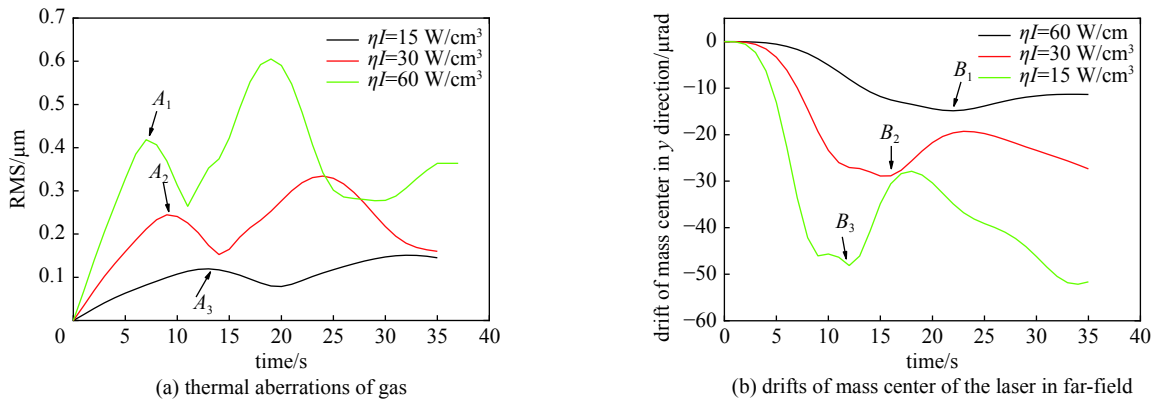 0.7
0.6
0.5
0.4
0.3
0.2
0.1
RMS/μm
ηI=15 W/cm³
ηI=30 W/cm³
ηI=60 W/cm³
A₁
A₂
A₃
0 5 10 15 20 25 30 35 40
time/s
(a) thermal aberrations of gas
0
−10
−20
−30
−40
−50
−60
drift of mass center in y direction/μrad
ηI=60 W/cm
ηI=30 W/cm³
ηI=15 W/cm³
B₁
B₂
B₃
0 5 10 15 20 25 30 35 40
time/s
(b) drifts of mass center of the laser in far-field